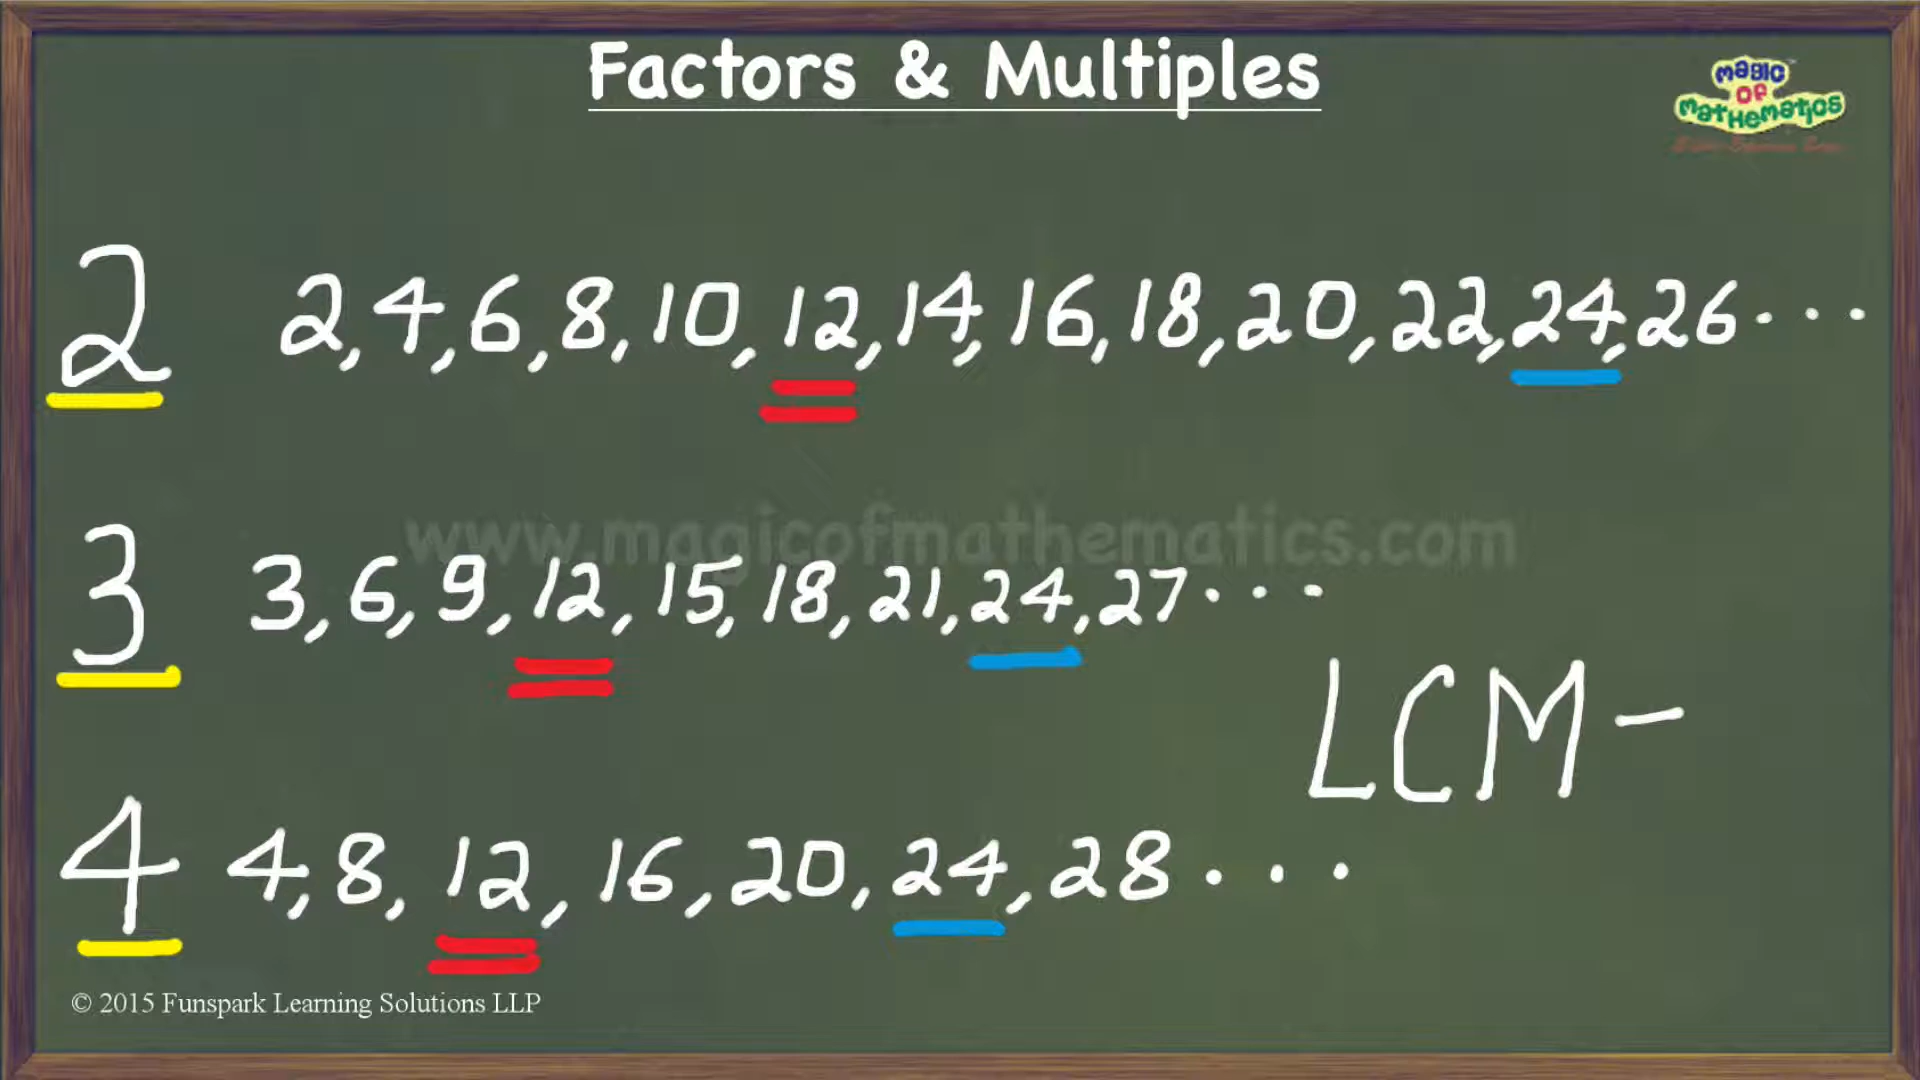 Factors & Multiples
MAGIC
OF
MATHEMATICS
2 2, 4, 6, 8, 10, 12, 14, 16, 18, 20, 22, 24, 26 . . .
www.magicofmathematics.com
3 3, 6, 9, 12, 15, 18, 21, 24, 27 . . .
LCM –
4 4, 8, 12, 16, 20, 24, 28 . . .
© 2015 Funspark Learning Solutions LLP